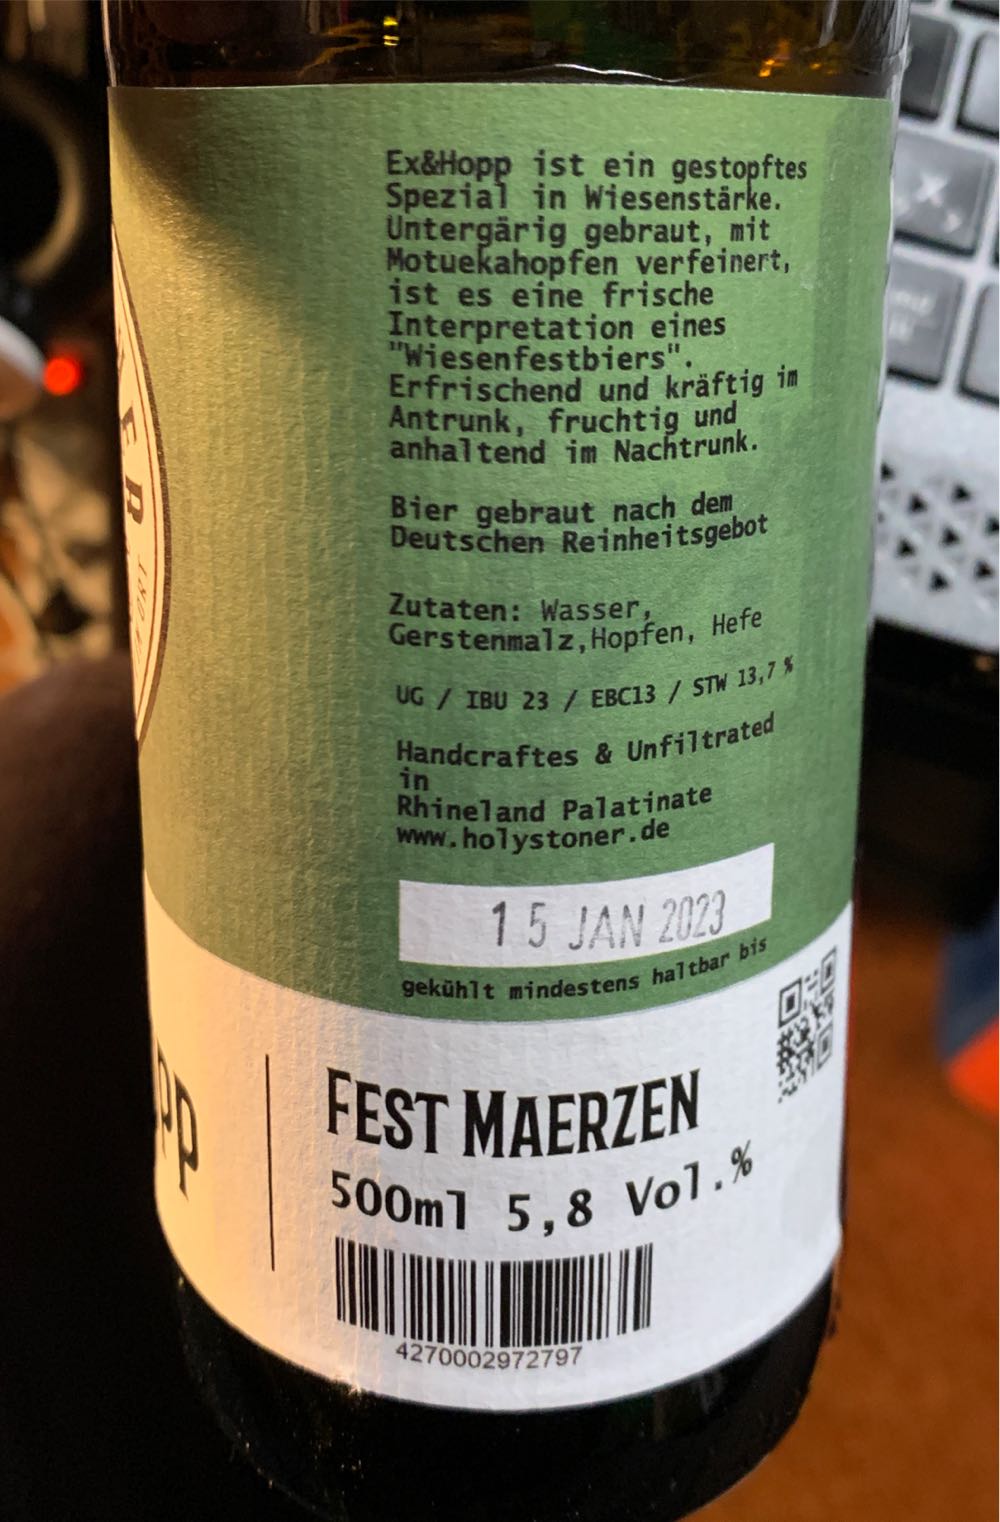 Ex&Hopp ist ein gestopftes
Spezial in Wiesenstärke.
Untergärig gebraut, mit
Motuekahopfen verfeinert,
ist es eine frische
Interpretation eines
"Wiesenfestbiers".
Erfrischend und kräftig im
Antrunk, fruchtig und
anhaltend im Nachtrunk.
Bier gebraut nach dem
Deutschen Reinheitsgebot
Zutaten: Wasser,
Gerstenmalz,Hopfen, Hefe
UG / IBU 23 / EBC13 / STW 13,7 %
Handcraftes & Unfiltrated
in
Rhineland Palatinate
www.holystoner.de
15 JAN 2023
gekühlt mindestens haltbar bis
pp
FEST MAERZEN
500ml 5,8 Vol.%
4270002972797